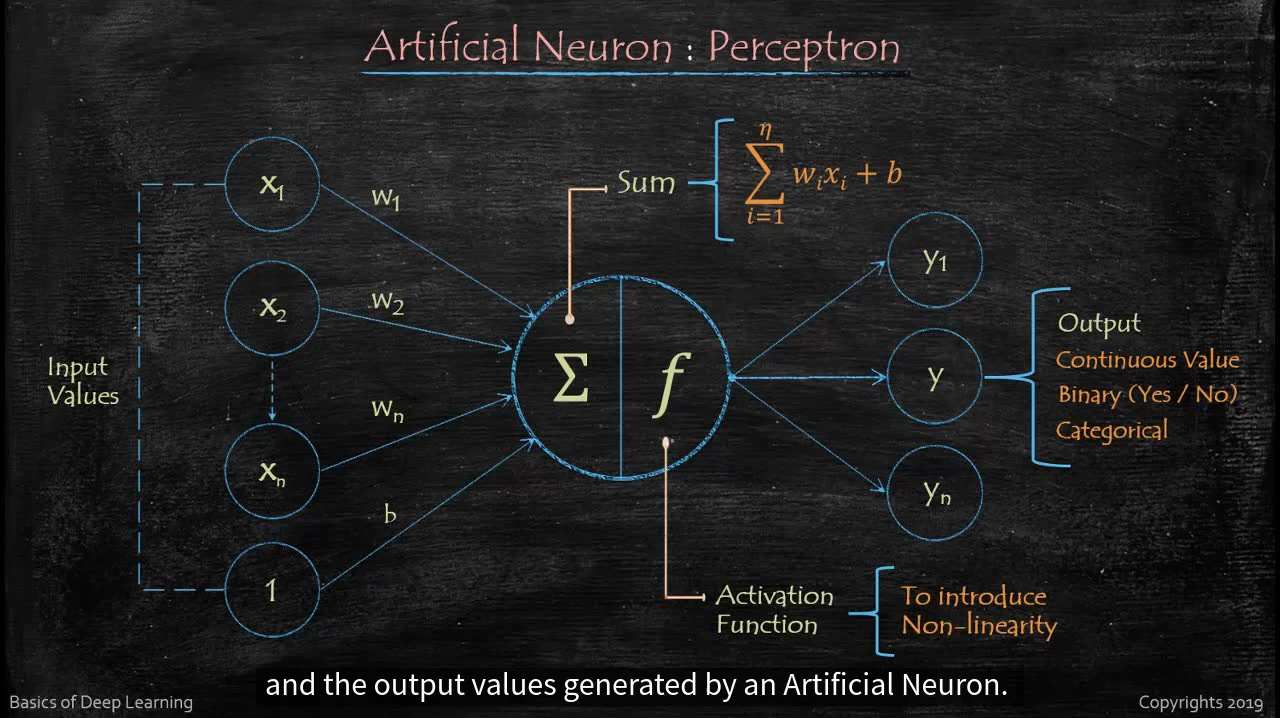 Artificial Neuron : Perceptron
x1
w1
Sum
η
∑ wixi + b
i=1
x2
w2
y1
Input
Values
Σ
f
y
Output
Continuous Value
Binary (Yes / No)
Categorical
wn
xn
yn
b
1
Activation
Function
To introduce
Non-linearity
and the output values generated by an Artificial Neuron.
Basics of Deep Learning
Copyrights 2019